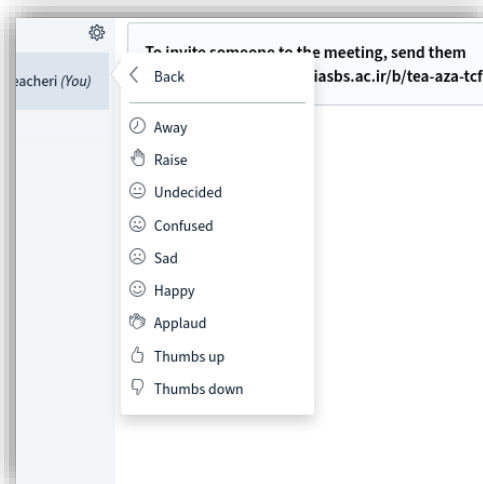 To invite someone to the meeting, send them
iasbs.ac.ir/b/tea-aza-tcf
eacheri (You)
Back
Away
Raise
Undecided
Confused
Sad
Happy
Applaud
Thumbs up
Thumbs down